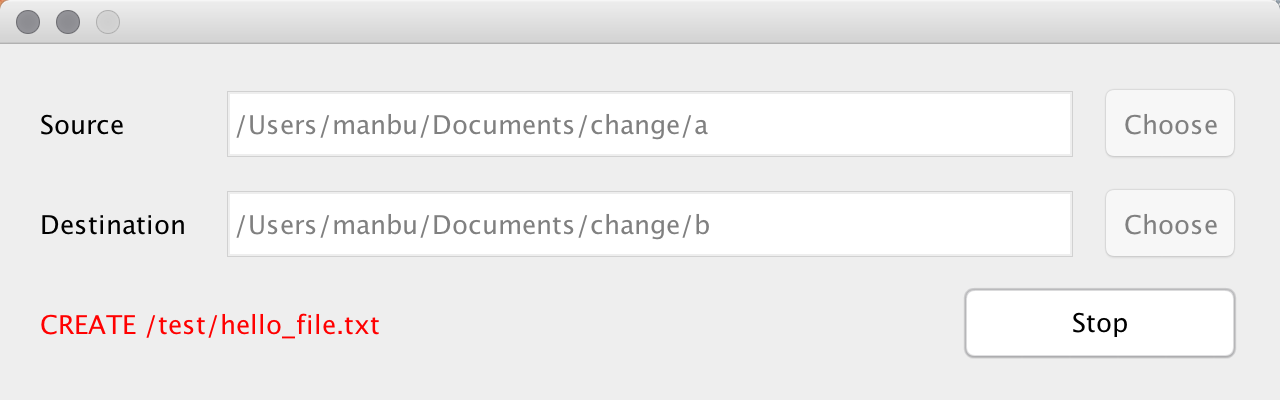 Source /Users/manbu/Documents/change/a Choose
Destination /Users/manbu/Documents/change/b Choose
CREATE /test/hello_file.txt Stop